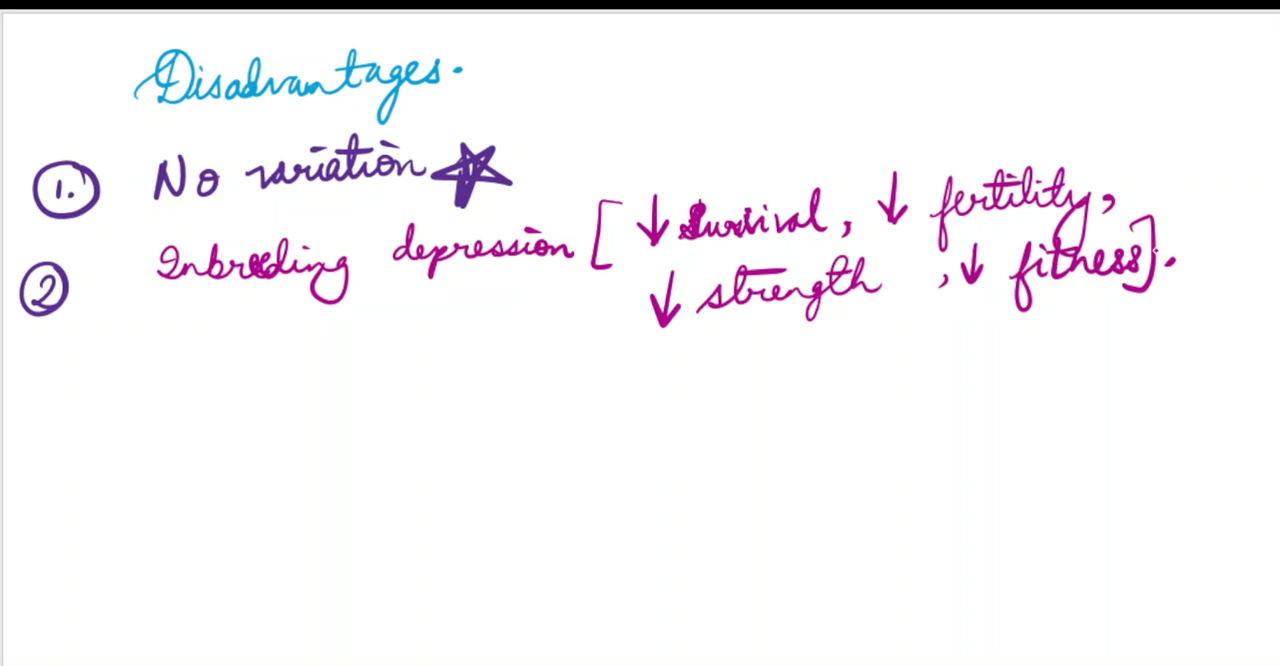 Disadvantages.
1. No variation ★
2 Inbreeding depression [ ↓ survival, ↓ fertility,
↓ strength, ↓ fitness].